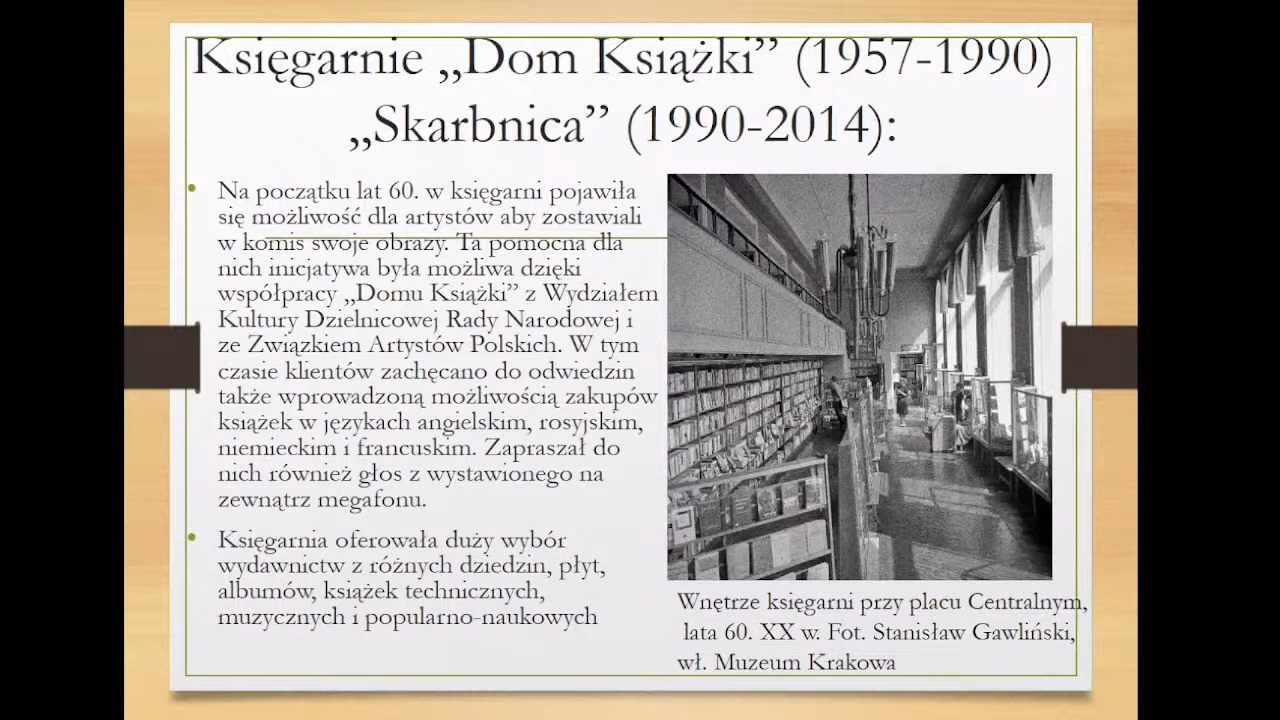 Księgarnie „Dom Książki” (1957-1990)
„Skarbnica” (1990-2014):
• Na początku lat 60. w księgarni pojawiła
się możliwość dla artystów aby zostawiali
w komis swoje obrazy. Ta pomocna dla
nich inicjatywa była możliwa dzięki
współpracy „Domu Książki” z Wydziałem
Kultury Dzielnicowej Rady Narodowej i
ze Związkiem Artystów Polskich. W tym
czasie klientów zachęcano do odwiedzin
także wprowadzoną możliwością zakupów
książek w językach angielskim, rosyjskim,
niemieckim i francuskim. Zapraszał do
nich również głos z wystawionego na
zewnątrz megafonu.
• Księgarnia oferowała duży wybór
wydawnictw z różnych dziedzin, płyt,
albumów, książek technicznych,
muzycznych i popularno-naukowych
Wnętrze księgarni przy placu Centralnym,
lata 60. XX w. Fot. Stanisław Gawliński,
wł. Muzeum Krakowa